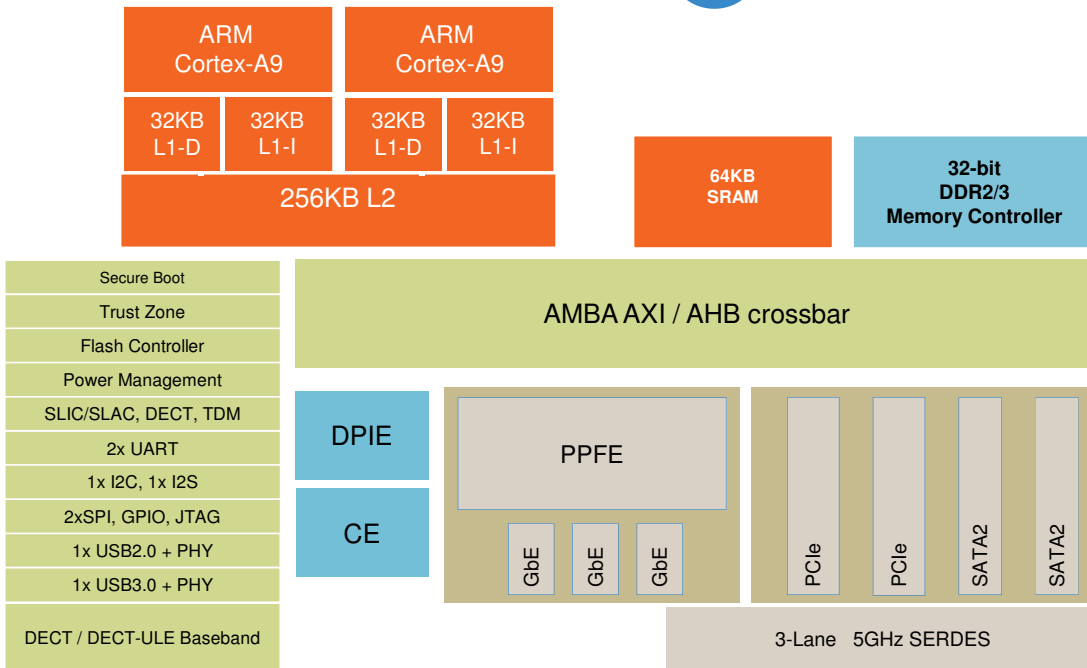 ARM
Cortex-A9
ARM
Cortex-A9
32KB
L1-D
32KB
L1-I
32KB
L1-D
32KB
L1-I
256KB L2
64KB
SRAM
32-bit
DDR2/3
Memory Controller
Secure Boot
Trust Zone
Flash Controller
Power Management
SLIC/SLAC, DECT, TDM
2x UART
1x I2C, 1x I2S
2xSPI, GPIO, JTAG
1x USB2.0 + PHY
1x USB3.0 + PHY
DECT / DECT-ULE Baseband
AMBA AXI / AHB crossbar
DPIE
CE
PPFE
GbE
GbE
GbE
PCIe
PCIe
SATA2
SATA2
3-Lane 5GHz SERDES